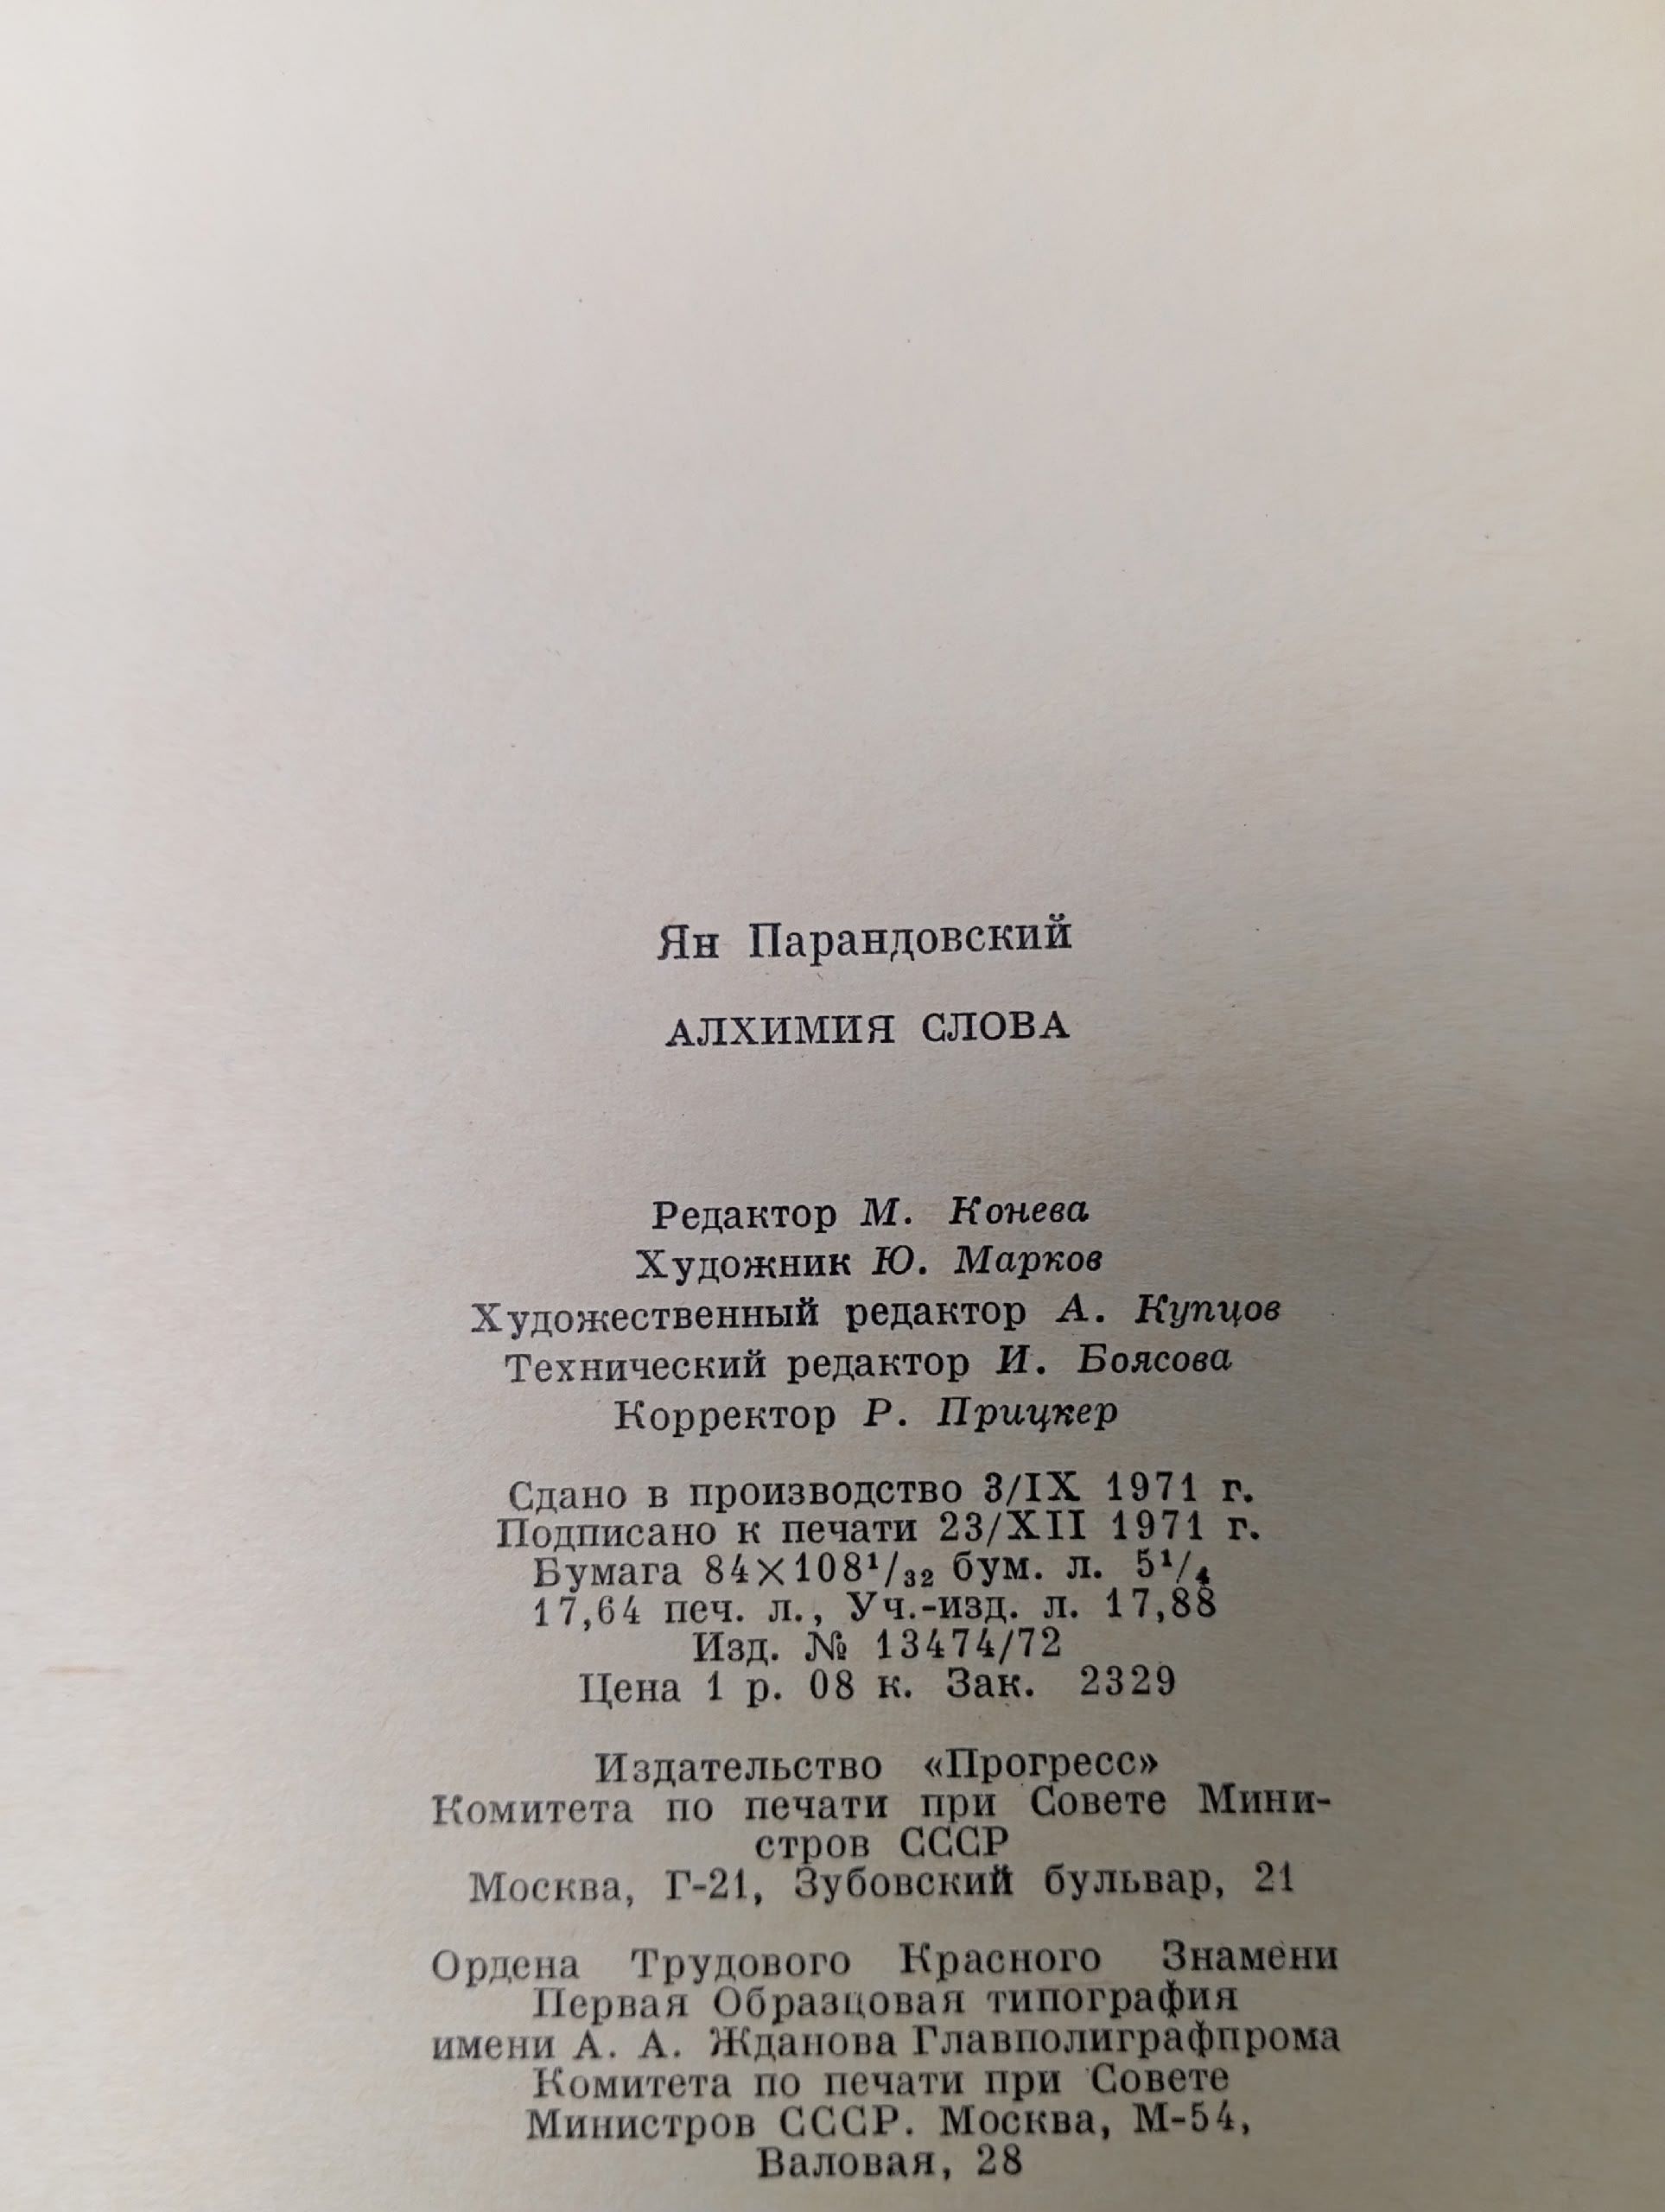 Ян Парандовский
АЛХИМИЯ СЛОВА
Редактор М. Конева
Художник Ю. Марков
Художественный редактор А. Купцов
Технический редактор И. Боясова
Корректор Р. Прицкер
Сдано в производство 3/IX 1971 г.
Подписано к печати 23/XII 1971 г.
Бумага 84×108¹/₃₂ бум. л. 5¹/₄
17,64 печ. л., Уч.-изд. л. 17,88
Изд. № 13474/72
Цена 1 р. 08 к. Зак. 2329
Издательство «Прогресс»
Комитета по печати при Совете Мини-
стров СССР
Москва, Г-21, Зубовский бульвар, 21
Ордена Трудового Красного Знамени
Первая Образцовая типография
имени А. А. Жданова Главполиграфпрома
Комитета по печати при Совете
Министров СССР. Москва, М-54,
Валовая, 28